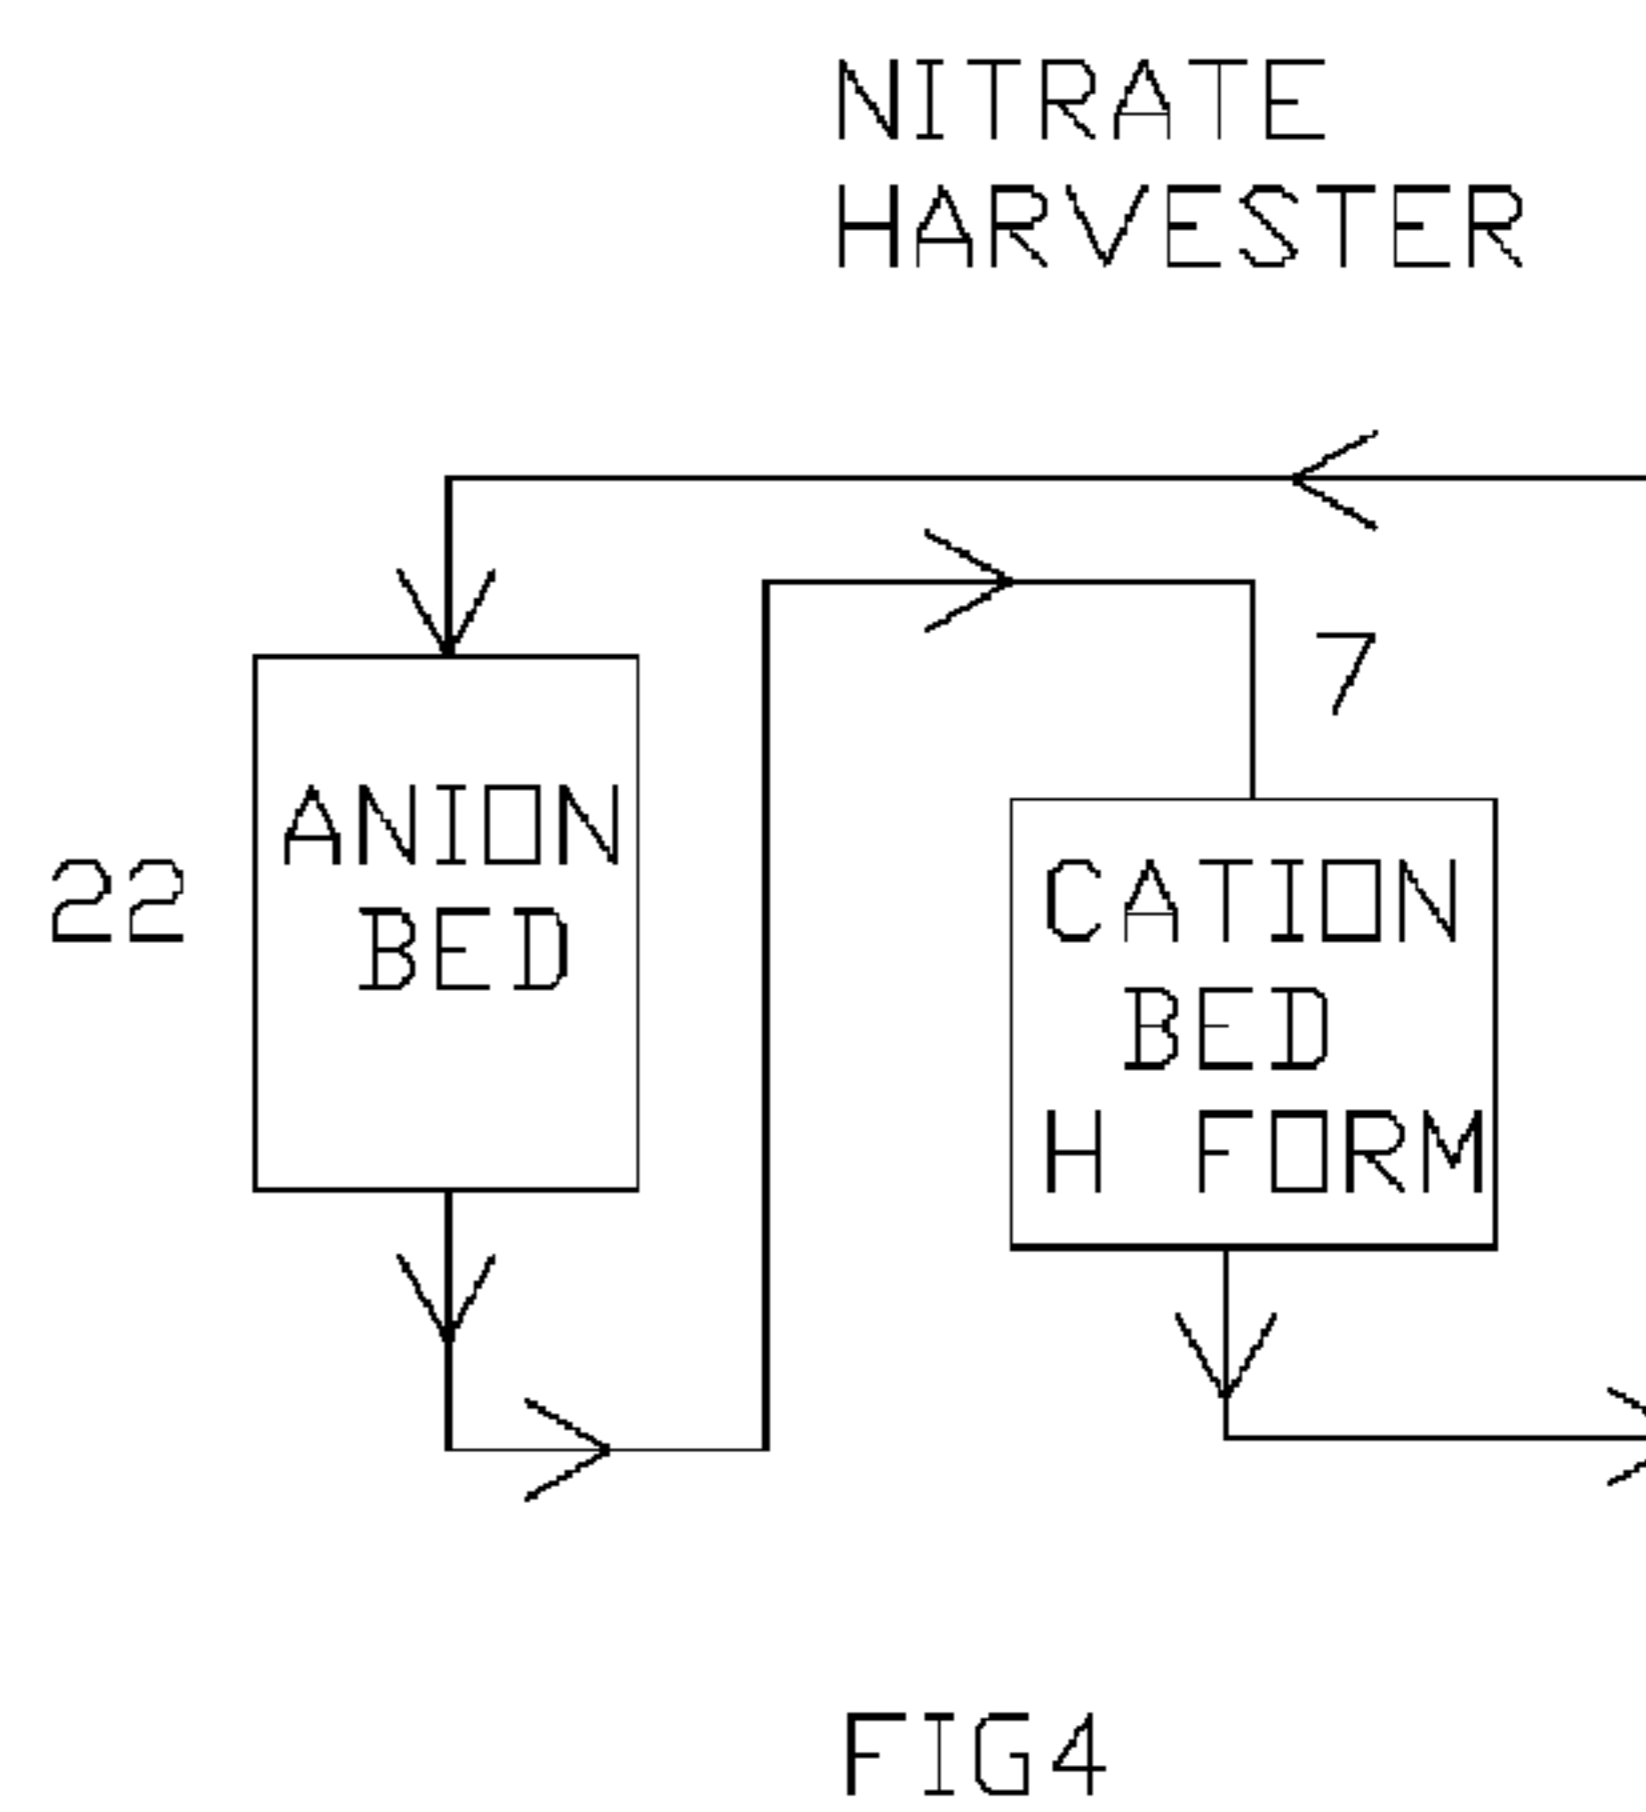 NITRATE
HARVESTER
7
ANION
BED
22
CATION
BED
H FORM
FIG4